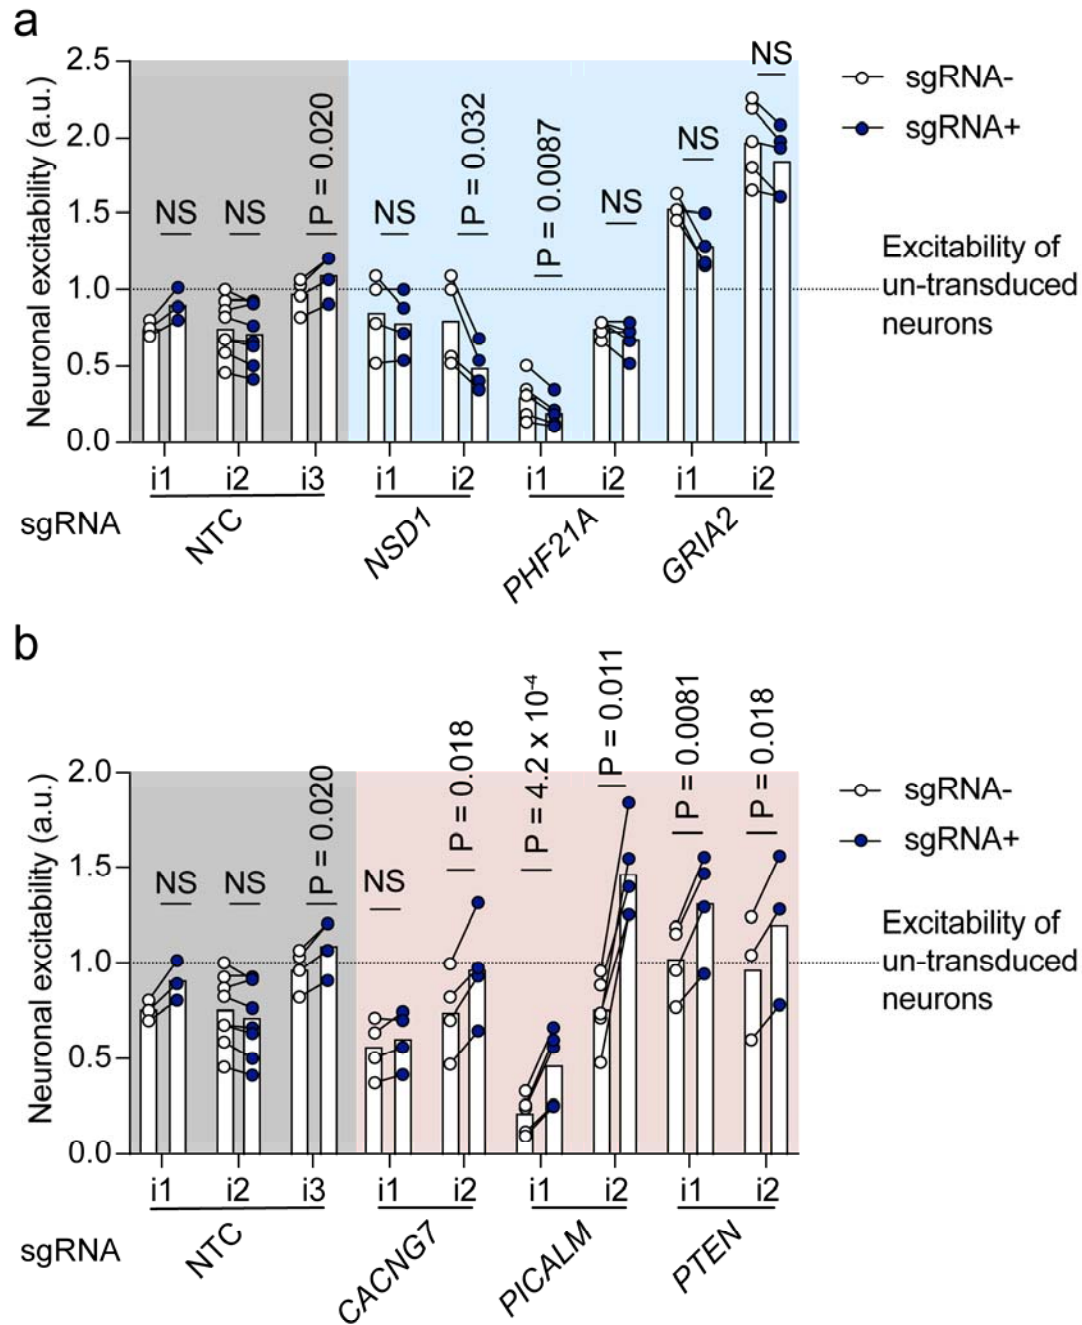 a
Neuronal excitability (a.u.)
2.5
2.0
1.5
1.0
0.5
0.0
NS
NS
P = 0.020
NS
P = 0.032
P = 0.0087
NS
NS
NS
sgRNA-
sgRNA+
Excitability of
un-transduced
neurons
i1 i2 i3 i1 i2 i1 i2 i1 i2
sgRNA
NTC
NSD1
PHF21A
GRIA2
b
Neuronal excitability (a.u.)
2.0
1.5
1.0
0.5
0.0
NS
NS
P = 0.020
NS
P = 0.018
P = 4.2 x 10⁻⁴
P = 0.011
P = 0.0081
P = 0.018
sgRNA-
sgRNA+
Excitability of
un-transduced
neurons
i1 i2 i3 i1 i2 i1 i2 i1 i2
sgRNA
NTC
CACNG7
PICALM
PTEN